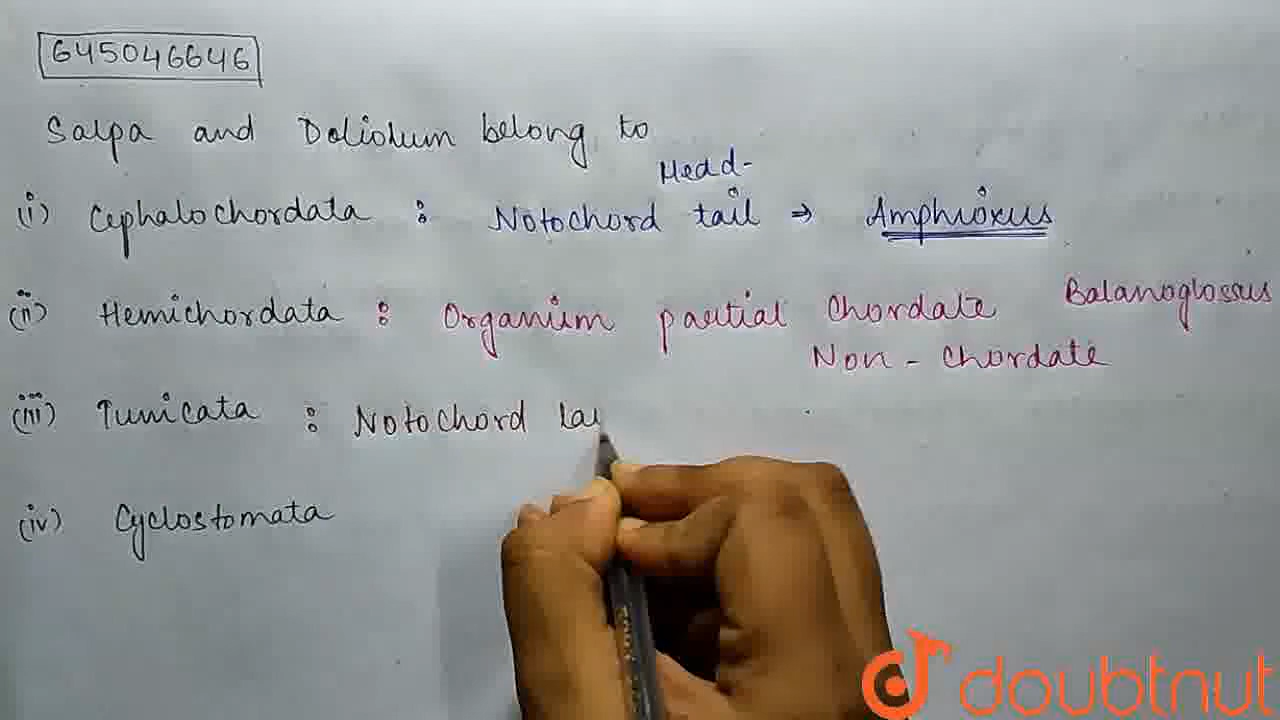 645046646
Salpa and Doliolum belong to
(i) Cephalochordata : Notochord Head-tail ⇒ Amphioxus
(ii) Hemichordata : Organism partial Chordate Balanoglossus
Non - chordate
(iii) Tunicata : Notochord
(iv) Cyclostomata
doubtnut